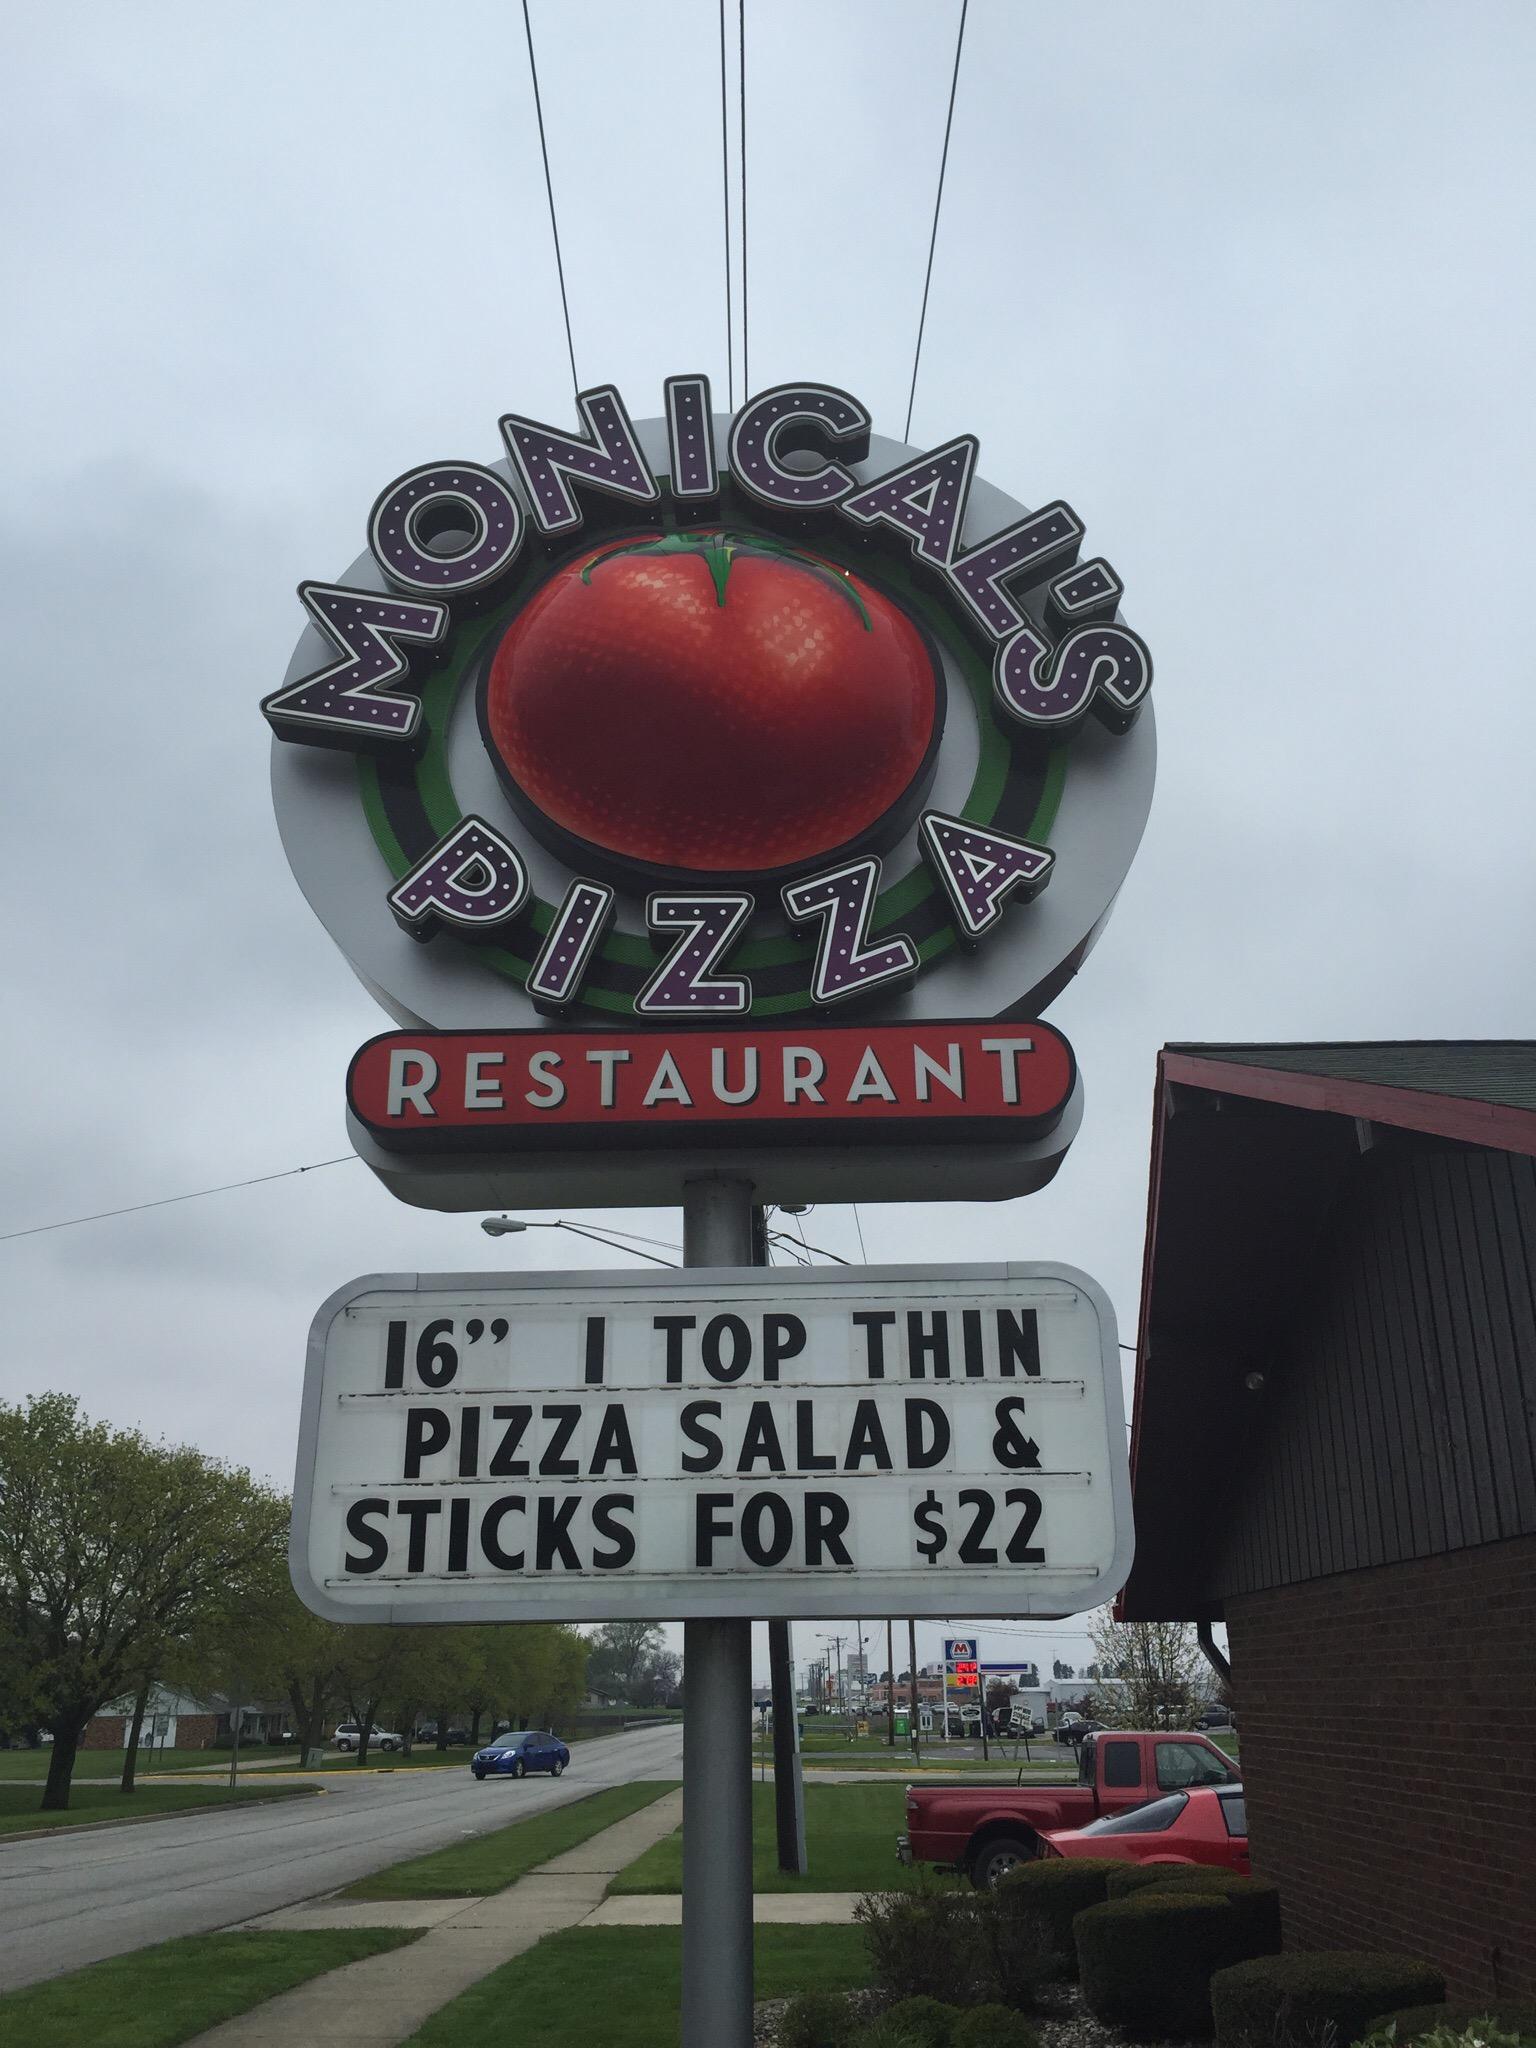 MONICAL'S
PIZZA
RESTAURANT
16” 1 TOP THIN
PIZZA SALAD &
STICKS FOR $22
M